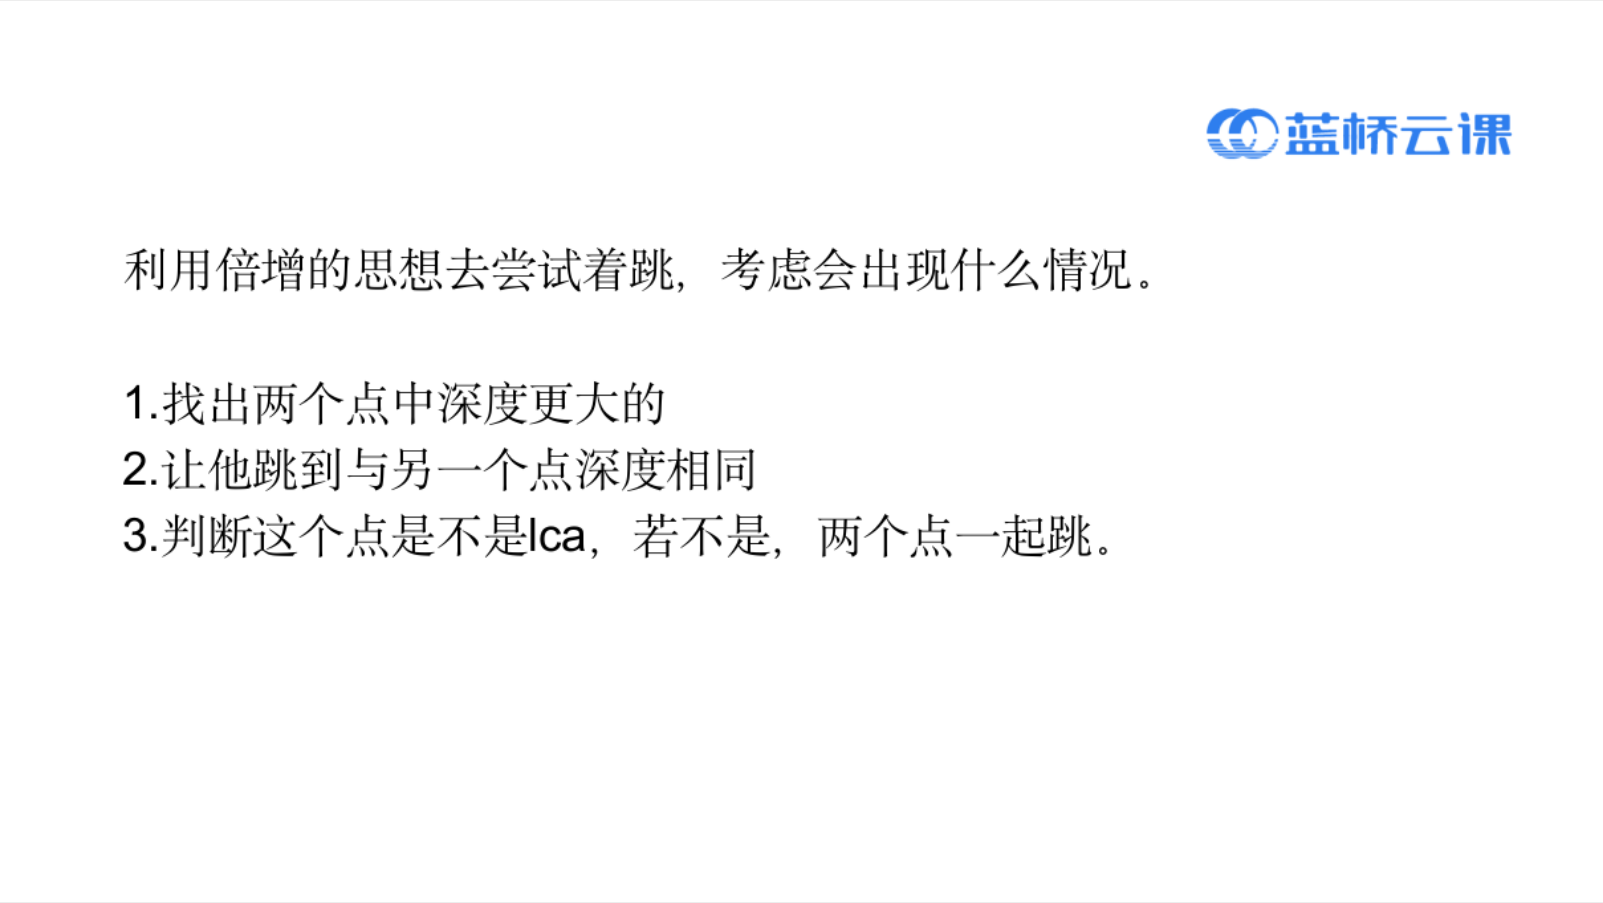 蓝桥云课
利用倍增的思想去尝试着跳，考虑会出现什么情况。
1.找出两个点中深度更大的
2.让他跳到与另一个点深度相同
3.判断这个点是不是lca，若不是，两个点一起跳。